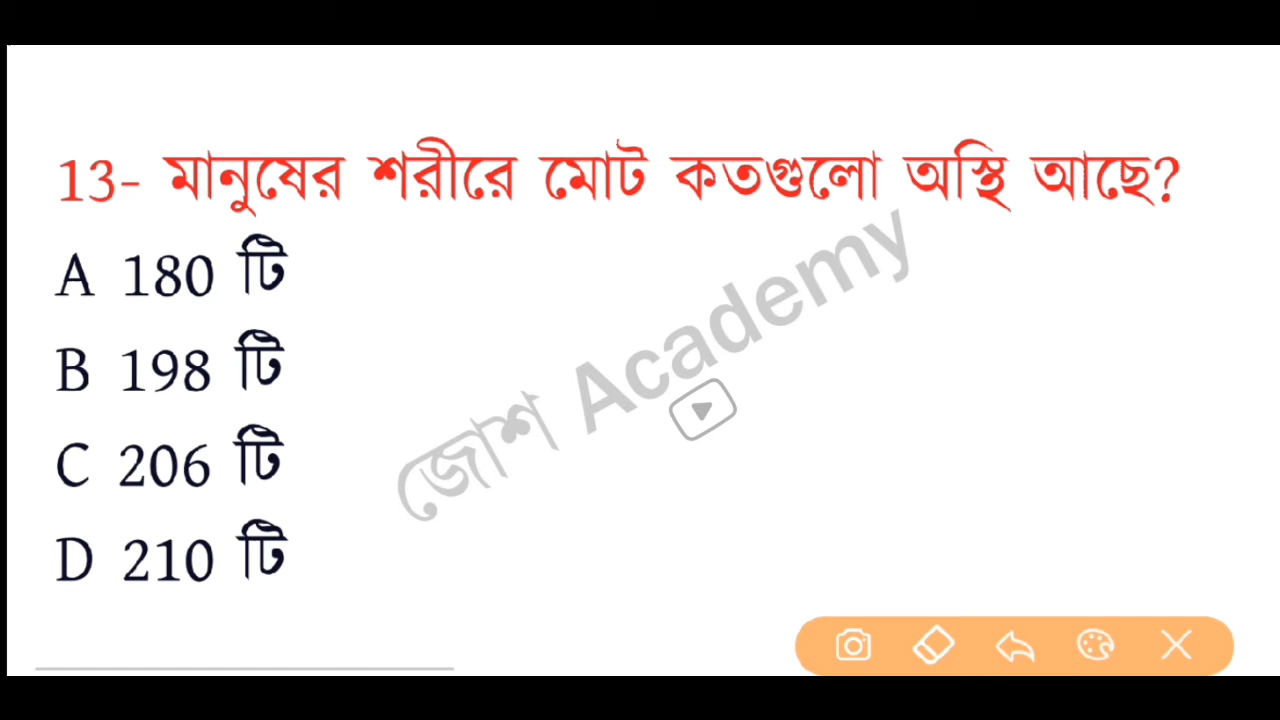 13- মানুষের শরীরে মোট কতগুলো অস্থি আছে?
A 180 টি
B 198 টি
C 206 টি
D 210 টি
জোশ Academy